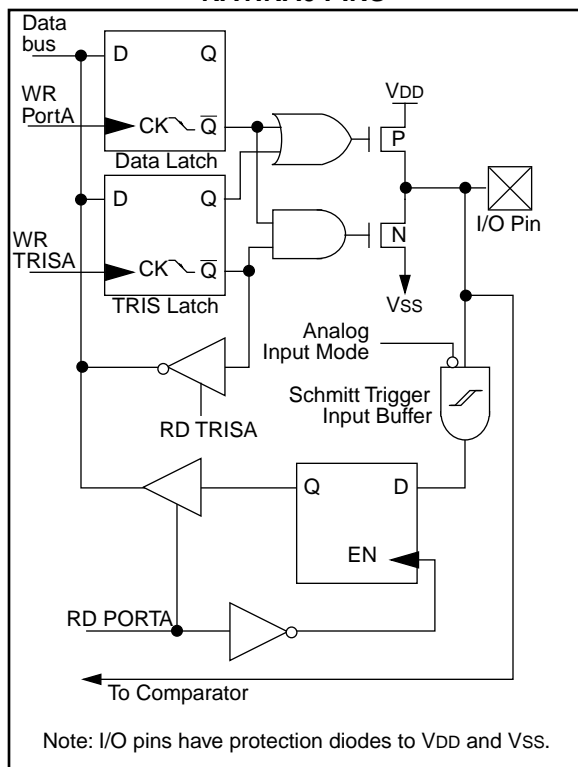 Data
bus
D
Q
VDD
WR
PortA
CK
Q
P
Data Latch
D
Q
I/O Pin
WR
TRISA
CK
Q
N
TRIS Latch
VSS
Analog
Input Mode
Schmitt Trigger
Input Buffer
RD TRISA
Q
D
EN
RD PORTA
To Comparator
Note: I/O pins have protection diodes to VDD and VSS.